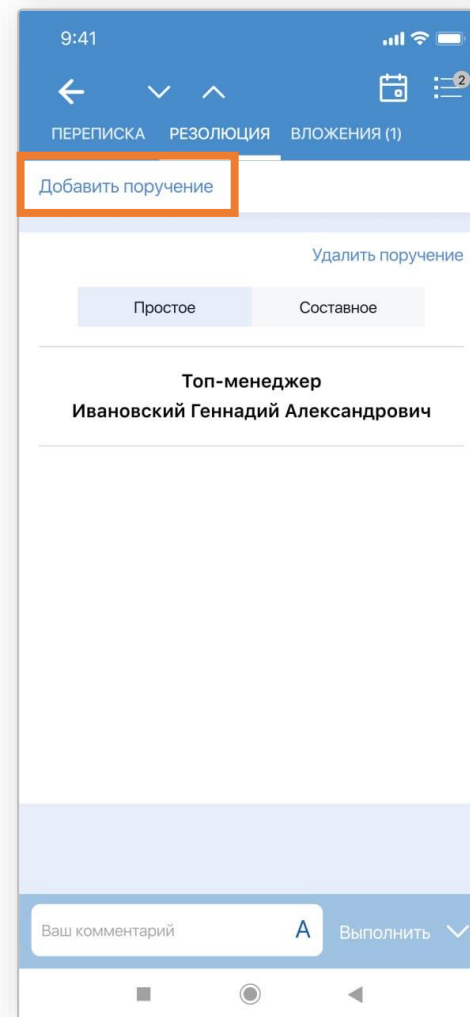 9:41
2
ПЕРЕПИСКА РЕЗОЛЮЦИЯ ВЛОЖЕНИЯ (1)
Добавить поручение
Удалить поручение
Простое Составное
Топ-менеджер
Ивановский Геннадий Александрович
Ваш комментарий A Выполнить